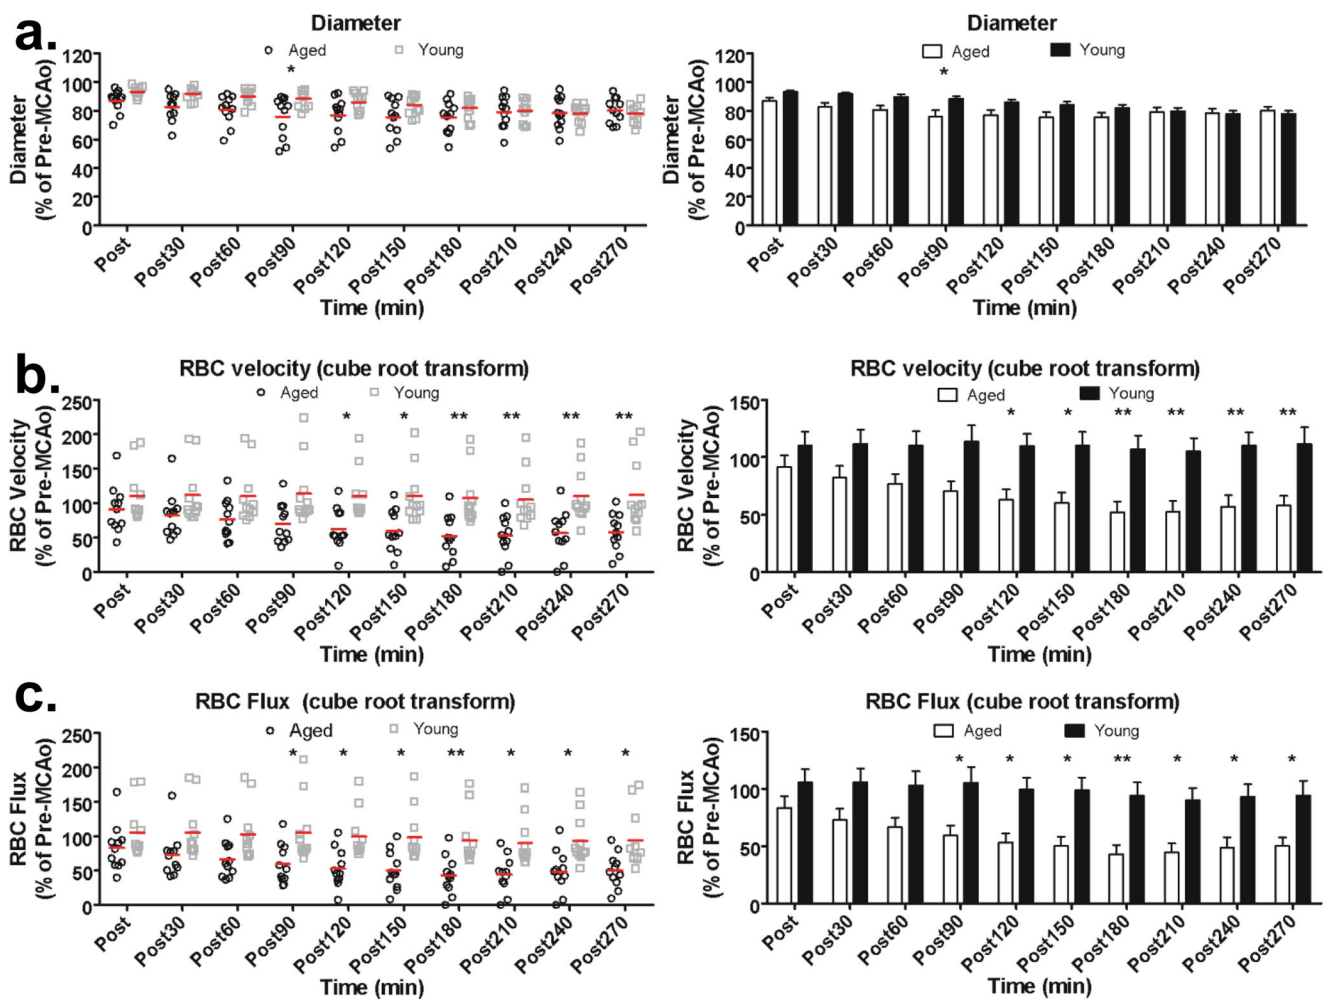 a.
Diameter
Aged Young
*
Diameter
(% of Pre-MCAo)
120
100
80
60
40
20
0
Post Post30 Post60 Post90 Post120 Post150 Post180 Post210 Post240 Post270
Time (min)
Diameter
Aged Young
*
Diameter
(% of Pre-MCAo)
120
100
80
60
40
20
0
Post Post30 Post60 Post90 Post120 Post150 Post180 Post210 Post240 Post270
Time (min)
b.
RBC velocity (cube root transform)
Aged Young
* * ** ** ** **
RBC Velocity
(% of Pre-MCAo)
250
200
150
100
50
0
Post Post30 Post60 Post90 Post120 Post150 Post180 Post210 Post240 Post270
Time (min)
RBC velocity (cube root transform)
Aged Young
* * ** ** ** **
RBC Velocity
(% of Pre-MCAo)
150
100
50
0
Post Post30 Post60 Post90 Post120 Post150 Post180 Post210 Post240 Post270
Time (min)
c.
RBC Flux (cube root transform)
Aged Young
* * * ** * * *
RBC Flux
(% of Pre-MCAo)
250
200
150
100
50
0
Post Post30 Post60 Post90 Post120 Post150 Post180 Post210 Post240 Post270
Time (min)
RBC Flux (cube root transform)
Aged Young
* * * ** * * *
RBC Flux
(% of Pre-MCAo)
150
100
50
0
Post Post30 Post60 Post90 Post120 Post150 Post180 Post210 Post240 Post270
Time (min)